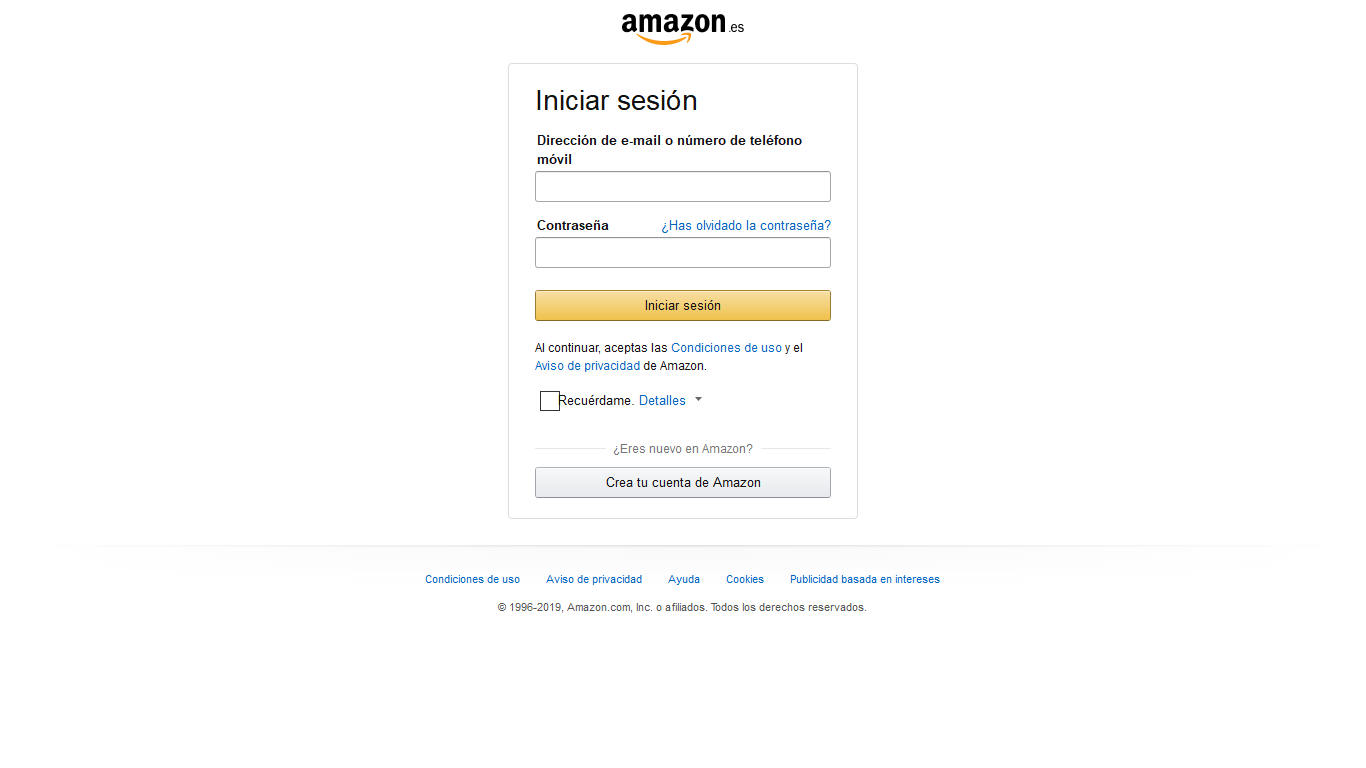 amazon.es
Iniciar sesión
Dirección de e-mail o número de teléfono
móvil
Contraseña ¿Has olvidado la contraseña?
Iniciar sesión
Al continuar, aceptas las Condiciones de uso y el
Aviso de privacidad de Amazon.
Recuérdame. Detalles
¿Eres nuevo en Amazon?
Crea tu cuenta de Amazon
Condiciones de uso Aviso de privacidad Ayuda Cookies Publicidad basada en intereses
© 1996-2019, Amazon.com, Inc. o afiliados. Todos los derechos reservados.